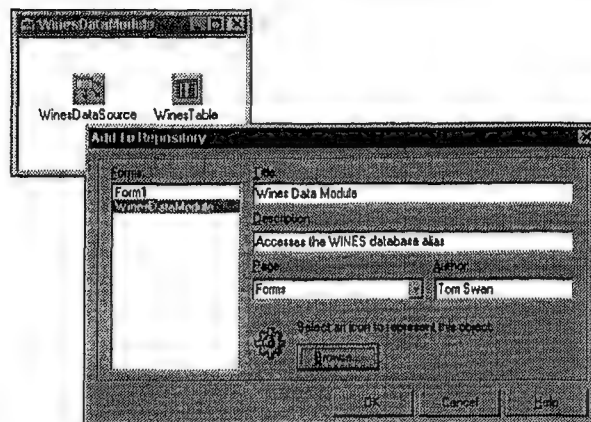 WinesDataModule
WinesDataSource WinesTable
Add To Repository
Forms:
Form1
WinesDataModule
Title:
Wines Data Module
Description:
Accesses the WINES database alias
Page:
Forms
Author:
Tom Swan
Select an icon to represent this object:
Browse...
OK Cancel Help